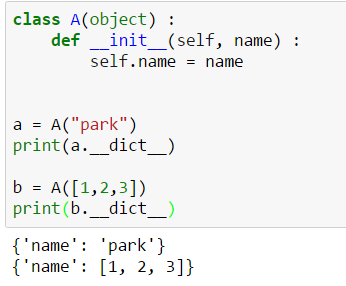 class A(object) :
    def __init__(self, name) :
        self.name = name
a = A("park")
print(a.__dict__)
b = A([1,2,3])
print(b.__dict__)
{'name': 'park'}
{'name': [1, 2, 3]}